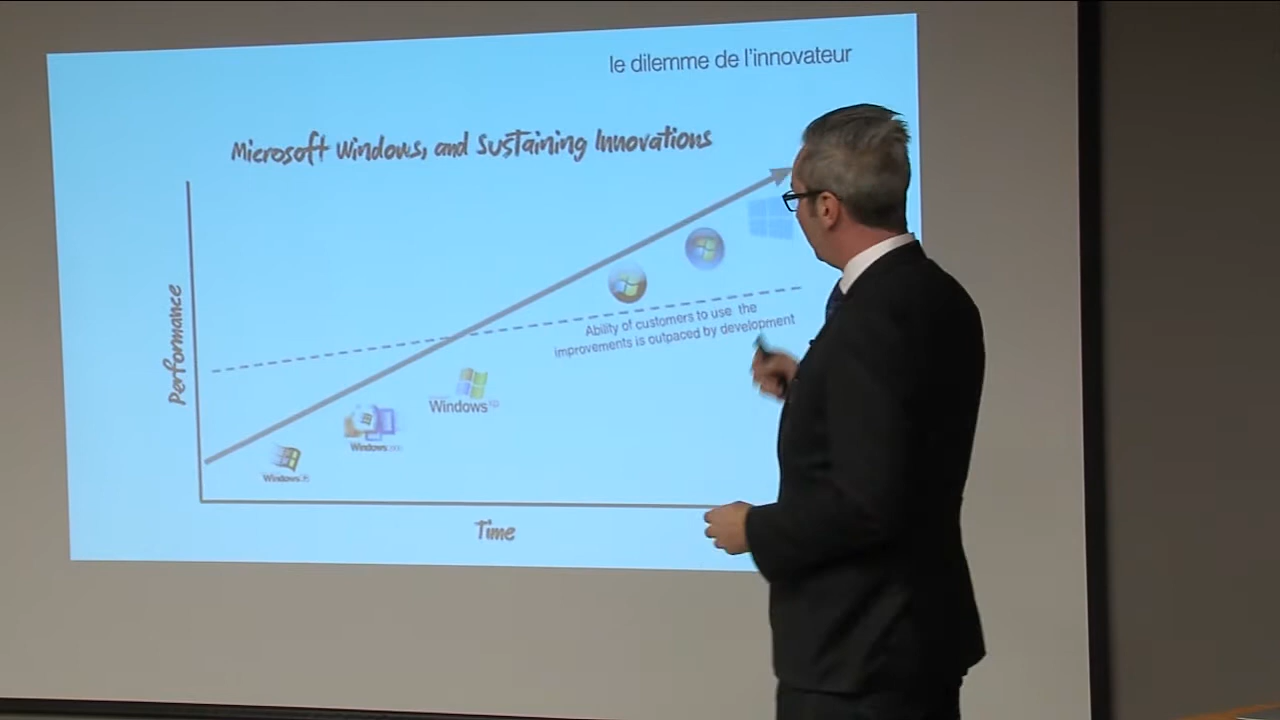 le dilemme de l'innovateur
Microsoft Windows, and Sustaining Innovations
Performance
Ability of customers to use the
improvements is outpaced by development
Windows xp
Windows
Windows
Time